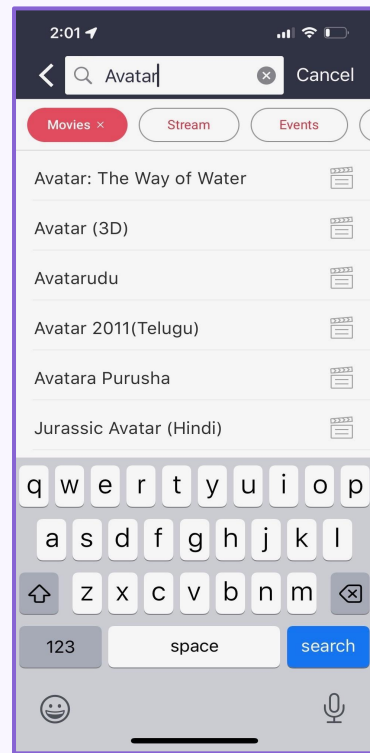 2:01
Avatar Cancel
Movies × Stream Events
Avatar: The Way of Water
Avatar (3D)
Avatarudu
Avatar 2011(Telugu)
Avatara Purusha
Jurassic Avatar (Hindi)
q w e r t y u i o p
a s d f g h j k l
z x c v b n m
123 space search